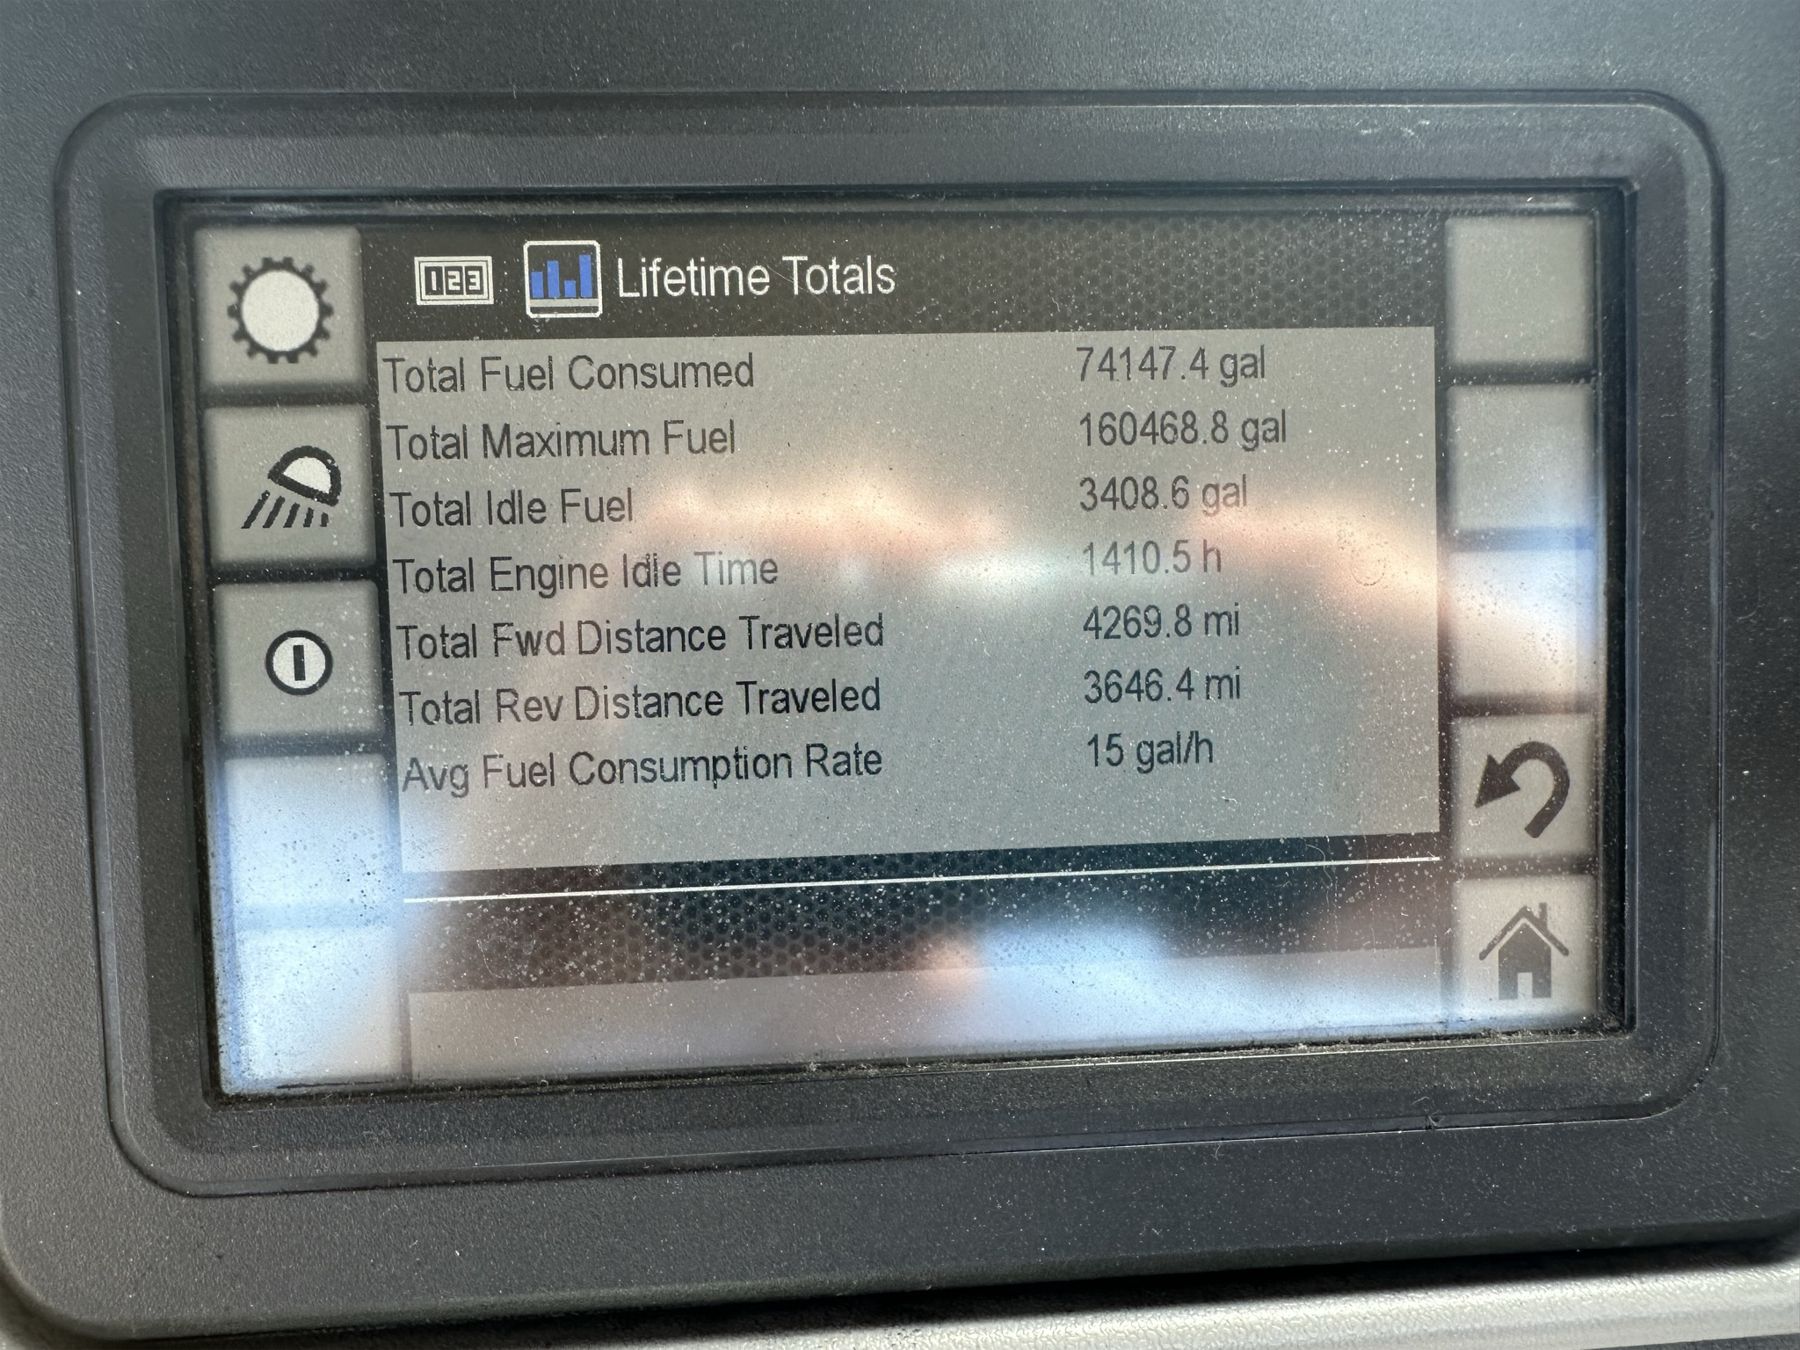 123 Lifetime Totals
Total Fuel Consumed 74147.4 gal
Total Maximum Fuel 160468.8 gal
Total Idle Fuel 3408.6 gal
Total Engine Idle Time 1410.5 h
Total Fwd Distance Traveled 4269.8 mi
Total Rev Distance Traveled 3646.4 mi
Avg Fuel Consumption Rate 15 gal/h